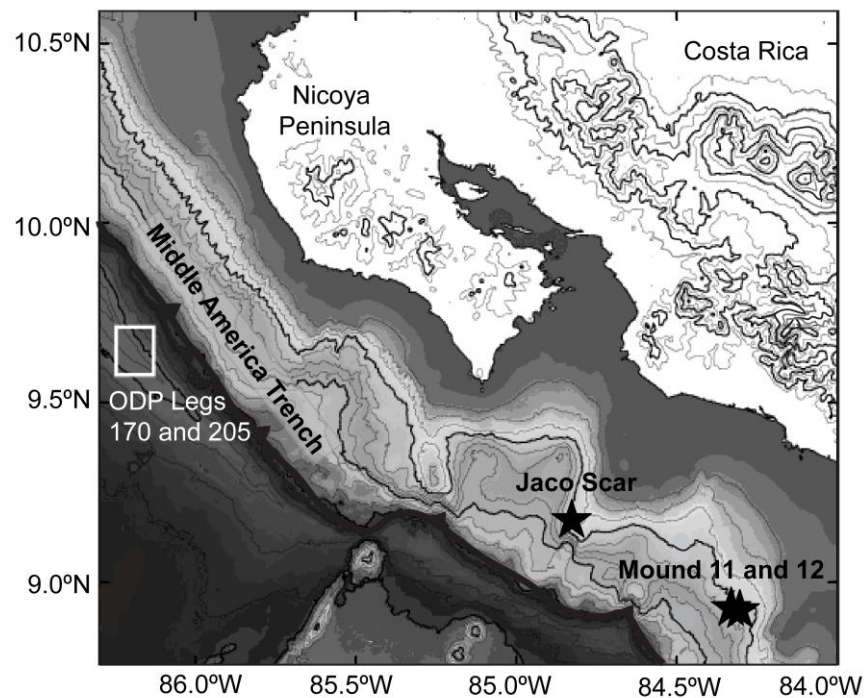 10.5ºN
Costa Rica
Nicoya
Peninsula
10.0ºN
Middle America Trench
9.5ºN
ODP Legs
170 and 205
Jaco Scar
9.0ºN
Mound 11 and 12
86.0ºW
85.5ºW
85.0ºW
84.5ºW
84.0ºW